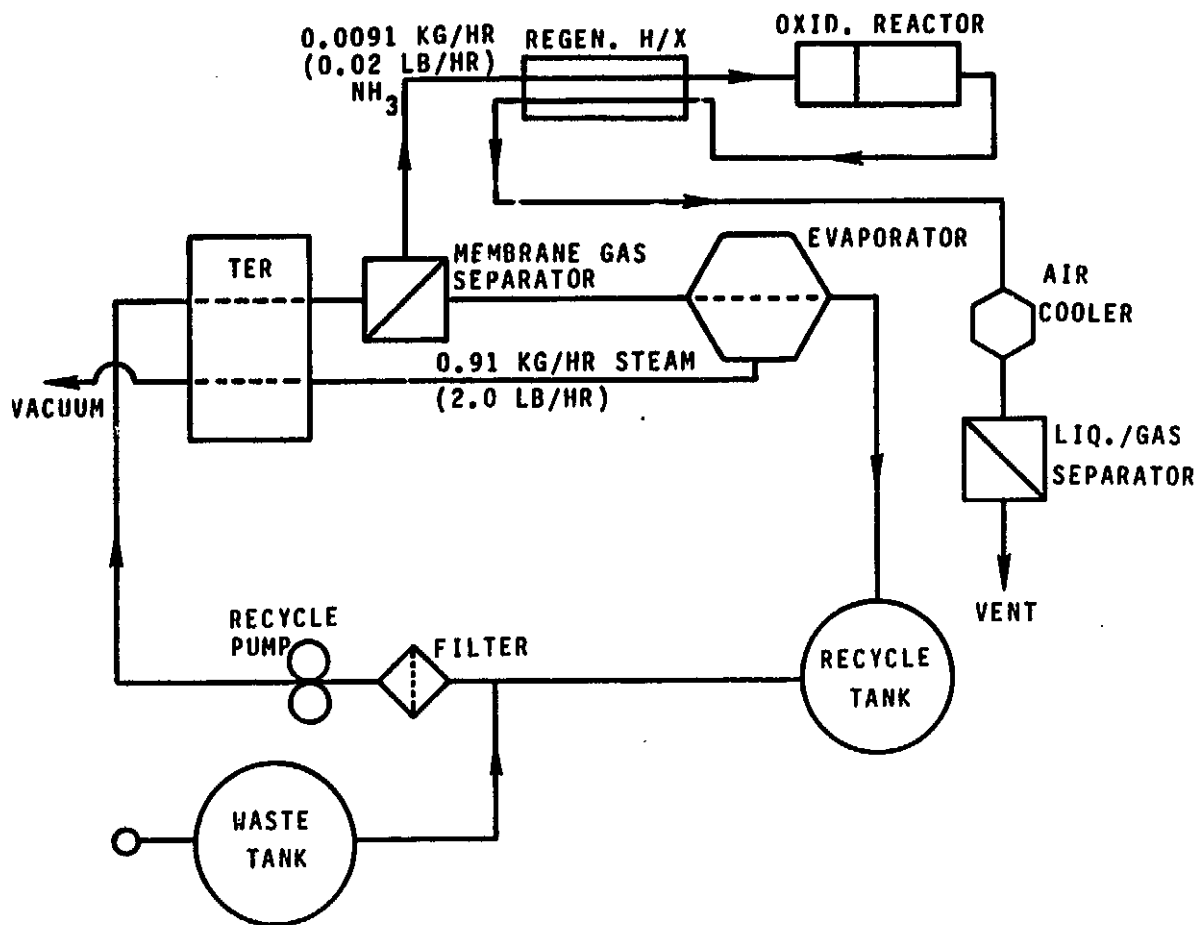 0.0091 KG/HR
(0.02 LB/HR)
NH3
REGEN. H/X
OXID. REACTOR
TER
MEMBRANE GAS
SEPARATOR
EVAPORATOR
AIR
COOLER
0.91 KG/HR STEAM
(2.0 LB/HR)
VACUUM
LIQ./GAS
SEPARATOR
VENT
RECYCLE
PUMP
FILTER
RECYCLE
TANK
WASTE
TANK